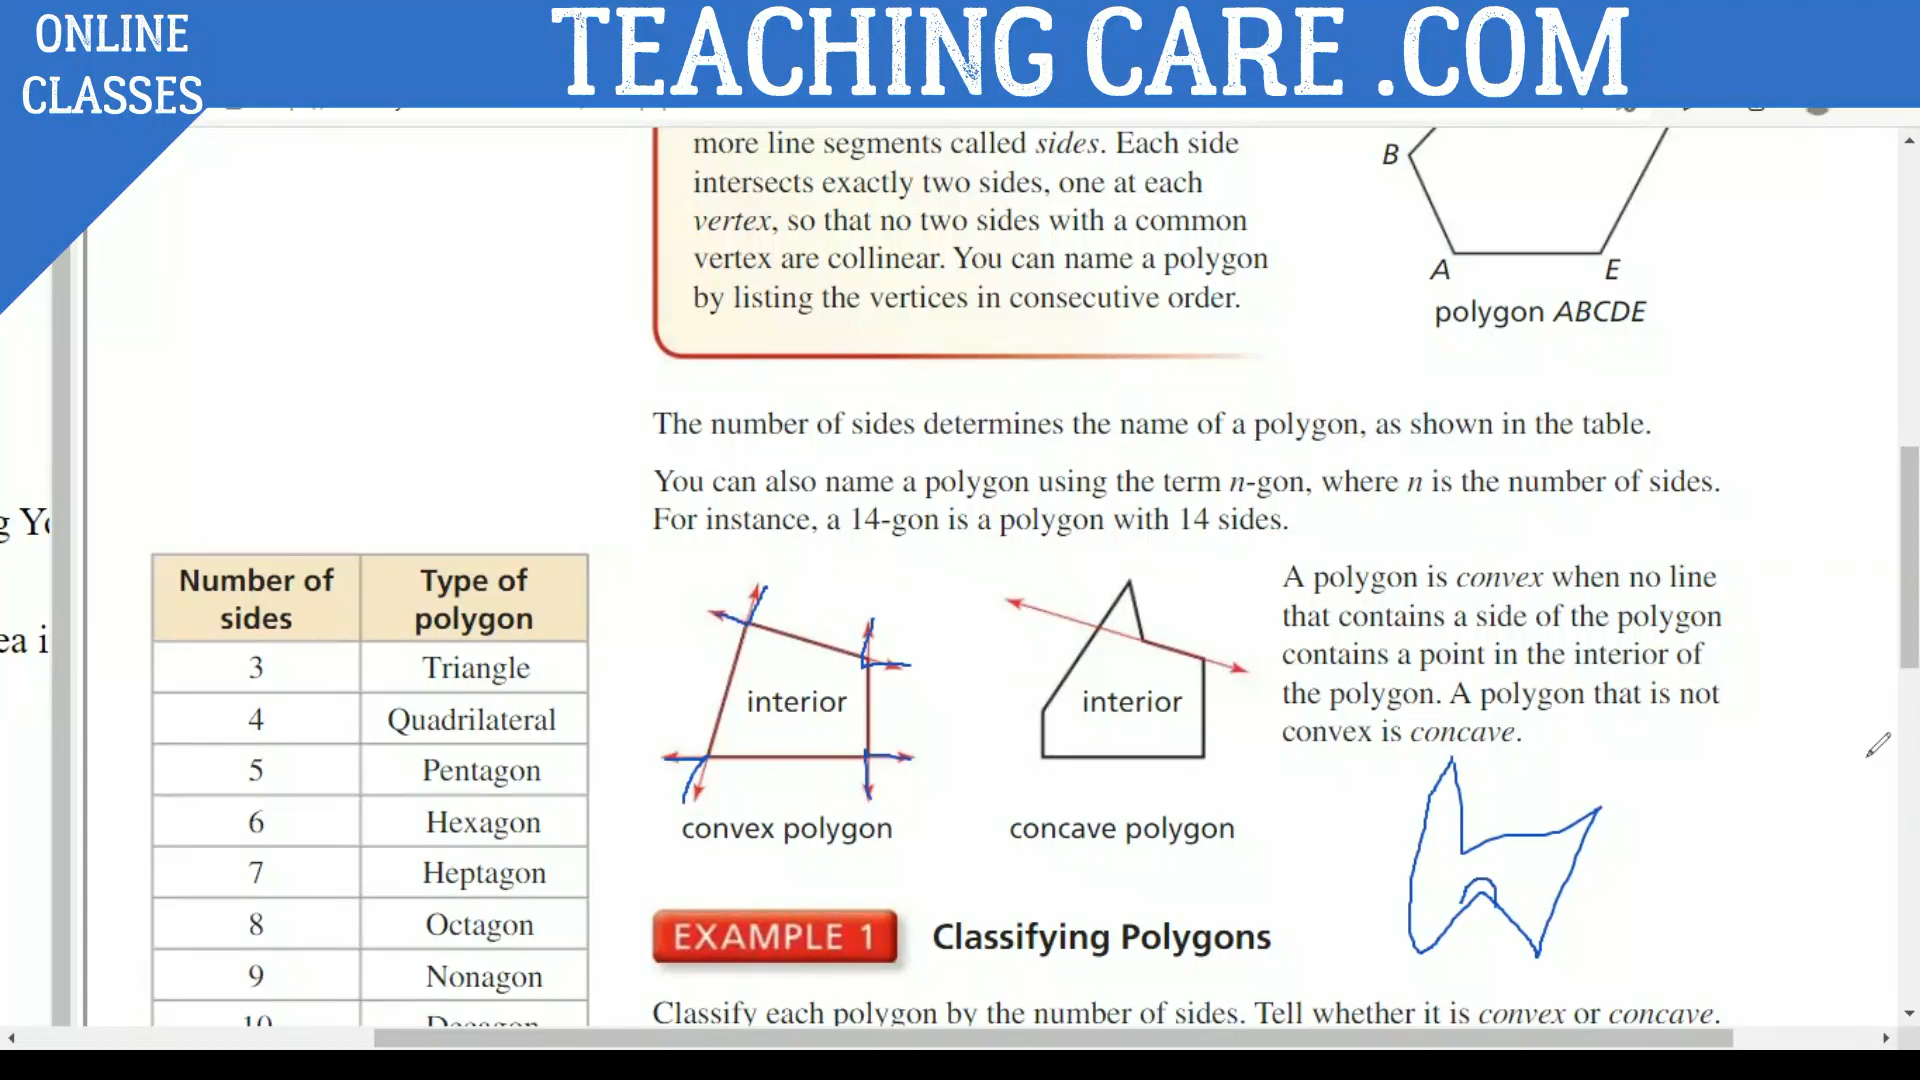 ONLINE
CLASSES
TEACHING CARE .COM
more line segments called sides. Each side
intersects exactly two sides, one at each
vertex, so that no two sides with a common
vertex are collinear. You can name a polygon
by listing the vertices in consecutive order.
B
A
E
polygon ABCDE
The number of sides determines the name of a polygon, as shown in the table.
You can also name a polygon using the term n-gon, where n is the number of sides.
For instance, a 14-gon is a polygon with 14 sides.
Number of sides Type of polygon
3 Triangle
4 Quadrilateral
5 Pentagon
6 Hexagon
7 Heptagon
8 Octagon
9 Nonagon
10 Decagon
interior
convex polygon
interior
concave polygon
A polygon is convex when no line
that contains a side of the polygon
contains a point in the interior of
the polygon. A polygon that is not
convex is concave.
EXAMPLE 1 Classifying Polygons
Classify each polygon by the number of sides. Tell whether it is convex or concave.